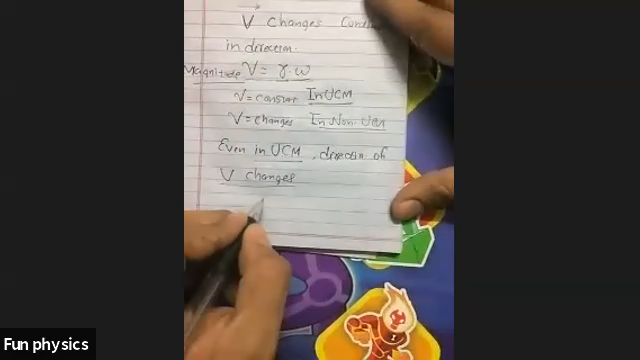 V changes
in direction.
Magnitude V = r.ω
V = constant In UCM
V = changes In Non. UCM
Even in UCM, direction of
V changes
Fun physics